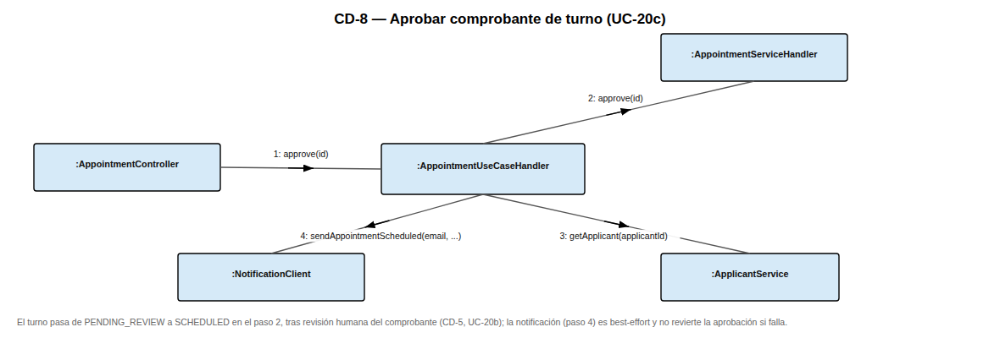 CD-8 — Aprobar comprobante de turno (UC-20c)
:AppointmentServiceHandler
2: approve(id)
:AppointmentController
1: approve(id)
:AppointmentUseCaseHandler
4: sendAppointmentScheduled(email, ...)
3: getApplicant(applicantId)
:NotificationClient
:ApplicantService
El turno pasa de PENDING_REVIEW a SCHEDULED en el paso 2, tras revisión humana del comprobante (CD-5, UC-20b); la notificación (paso 4) es best-effort y no revierte la aprobación si falla.